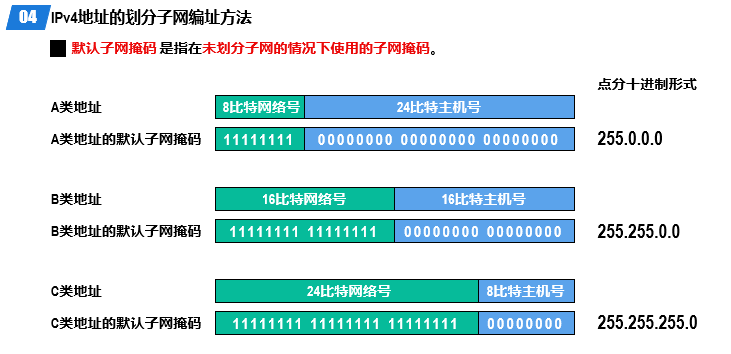 04 IPv4地址的划分子网编址方法
默认子网掩码 是指在未划分子网的情况下使用的子网掩码。
点分十进制形式
A类地址 8比特网络号 24比特主机号
A类地址的默认子网掩码 11111111 00000000 00000000 00000000 255.0.0.0
B类地址 16比特网络号 16比特主机号
B类地址的默认子网掩码 11111111 11111111 00000000 00000000 255.255.0.0
C类地址 24比特网络号 8比特主机号
C类地址的默认子网掩码 11111111 11111111 11111111 00000000 255.255.255.0